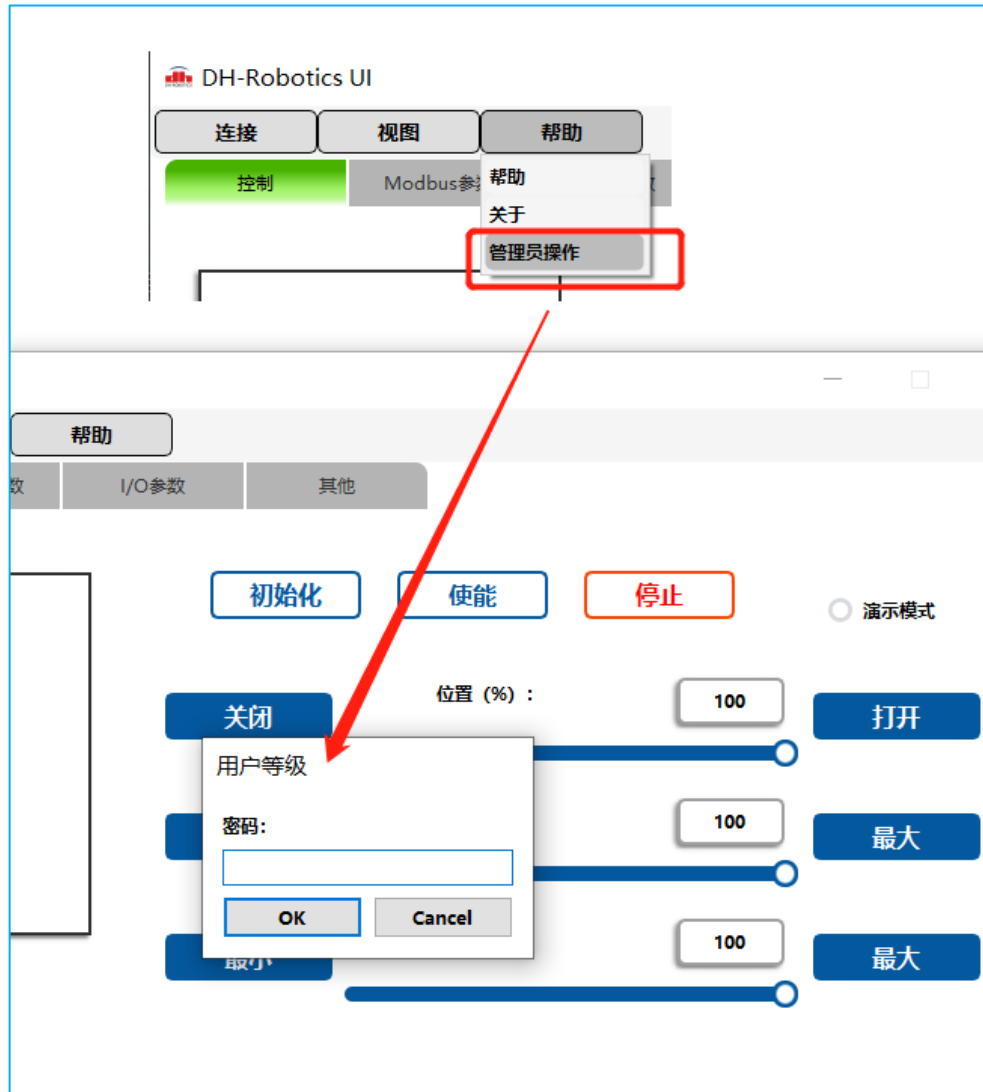 DH-Robotics UI
连接 视图 帮助
控制 Modbus参 帮助
关于
管理员操作
帮助
数 I/O参数 其他
初始化 使能 停止 演示模式
位置（%）： 100
关闭 打开
用户等级
密码：
100
最大
OK Cancel
100
最小 最大